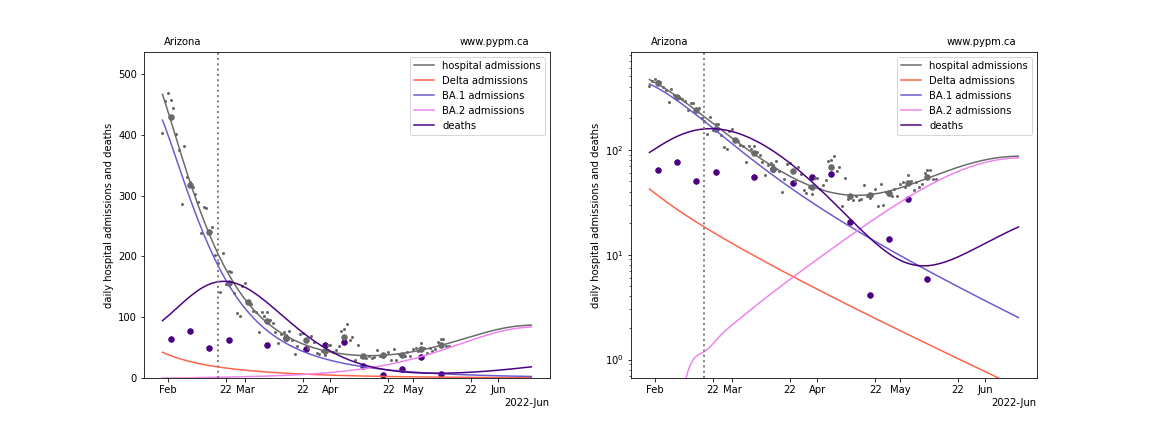 Arizona
www.pypm.ca
hospital admissions
Delta admissions
BA.1 admissions
BA.2 admissions
deaths
daily hospital admissions and deaths
500
400
300
200
100
0
Feb
22
Mar
22
Apr
22
May
22
Jun
2022-Jun
Arizona
www.pypm.ca
hospital admissions
Delta admissions
BA.1 admissions
BA.2 admissions
deaths
daily hospital admissions and deaths
10²
10¹
10⁰
Feb
22
Mar
22
Apr
22
May
22
Jun
2022-Jun